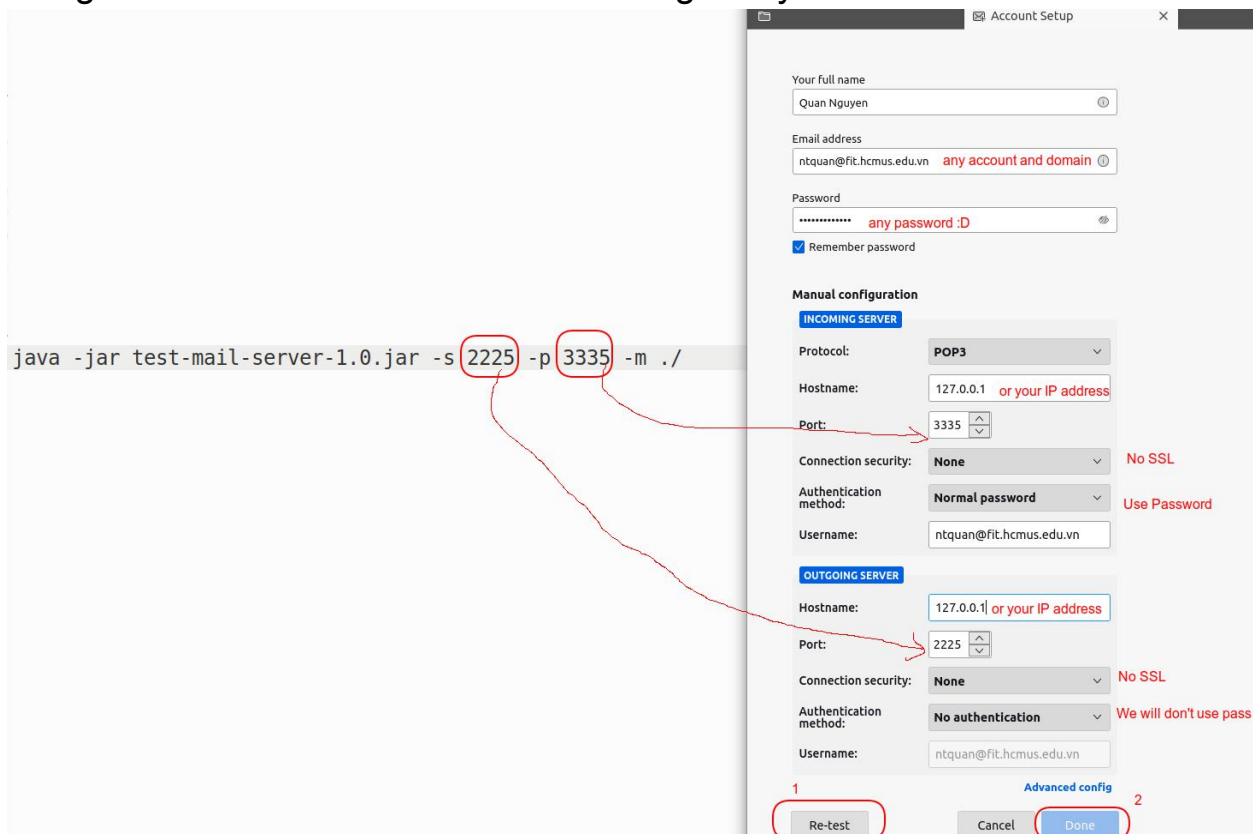 Account Setup
Your full name
Quan Nguyen
Email address
ntquan@fit.hcmus.edu.vn any account and domain
Password
••••••••••••• any password :D
Remember password
Manual configuration
INCOMING SERVER
Protocol: POP3
java -jar test-mail-server-1.0.jar -s 2225 -p 3335 -m ./
Hostname: 127.0.0.1 or your IP address
Port: 3335
Connection security: None No SSL
Authentication
method: Normal password Use Password
Username: ntquan@fit.hcmus.edu.vn
OUTGOING SERVER
Hostname: 127.0.0.1 or your IP address
Port: 2225
Connection security: None No SSL
Authentication
method: No authentication We will don't use pass
Username: ntquan@fit.hcmus.edu.vn
Advanced config
1 2
Re-test Cancel Done